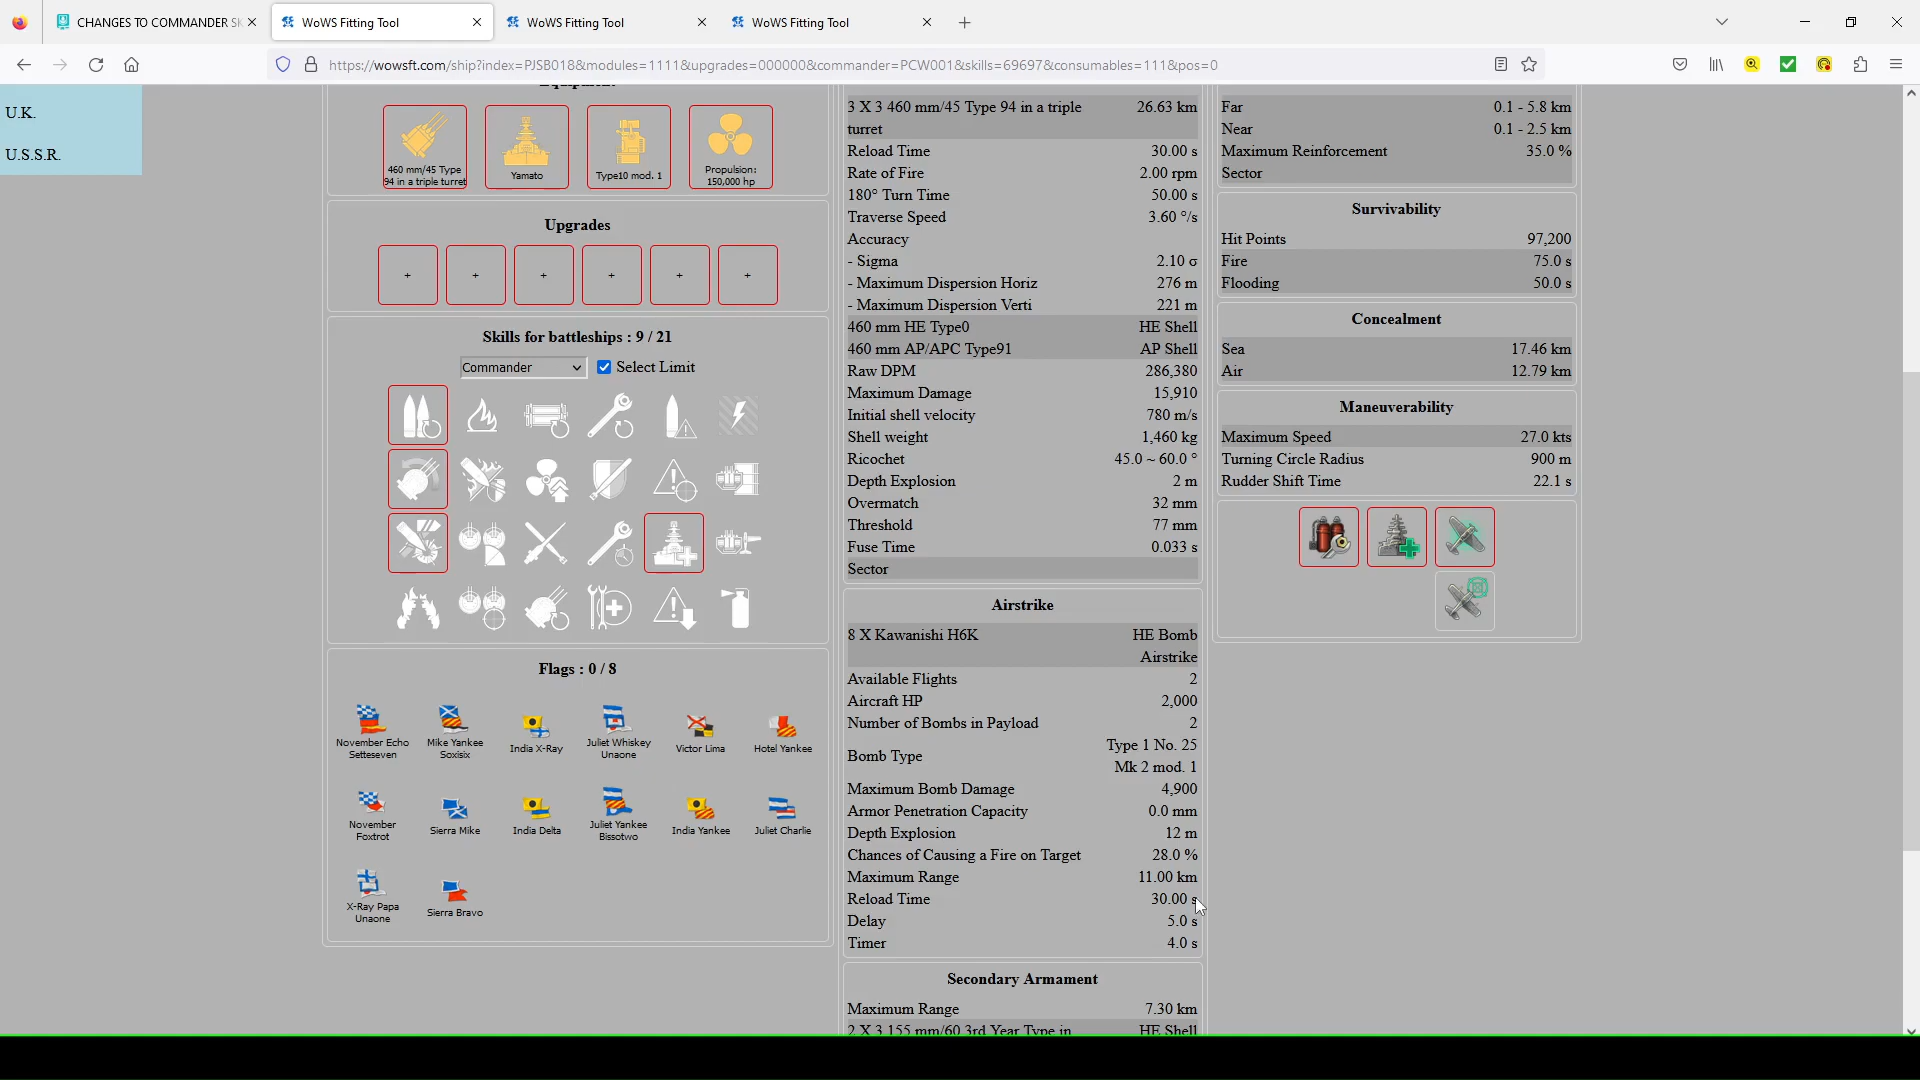 CHANGES TO COMMANDER SK
WoWS Fitting Tool
WoWS Fitting Tool
WoWS Fitting Tool
https://wowsft.com/ship?index=PJSB018&modules=1111&upgrades=000000&commander=PCW001&skills=69697&consumables=111&pos=0
U.K.
U.S.S.R.
460 mm/45 Type
94 in a triple turret
Yamato
Type10 mod. 1
Propulsion:
150,000 hp
Upgrades
+ + + + + +
Skills for battleships : 9 / 21
Commander
Select Limit
Flags : 0 / 8
November Echo
Setteseven
Mike Yankee
Soxisix
India X-Ray
Juliet Whiskey
Unaone
Victor Lima
Hotel Yankee
November
Foxtrot
Sierra Mike
India Delta
Juliet Yankee
Bissotwo
India Yankee
Juliet Charlie
X-Ray Papa
Unaone
Sierra Bravo
3 X 3 460 mm/45 Type 94 in a triple turret 26.63 km
Reload Time 30.00 s
Rate of Fire 2.00 rpm
180° Turn Time 50.00 s
Traverse Speed 3.60 °/s
Accuracy
- Sigma 2.10 σ
- Maximum Dispersion Horiz 276 m
- Maximum Dispersion Verti 221 m
460 mm HE Type0 HE Shell
460 mm AP/APC Type91 AP Shell
Raw DPM 286,380
Maximum Damage 15,910
Initial shell velocity 780 m/s
Shell weight 1,460 kg
Ricochet 45.0 ~ 60.0 °
Depth Explosion 2 m
Overmatch 32 mm
Threshold 77 mm
Fuse Time 0.033 s
Sector
Airstrike
8 X Kawanishi H6K HE Bomb
Airstrike
Available Flights 2
Aircraft HP 2,000
Number of Bombs in Payload 2
Bomb Type Type 1 No. 25
Mk 2 mod. 1
Maximum Bomb Damage 4,900
Armor Penetration Capacity 0.0 mm
Depth Explosion 12 m
Chances of Causing a Fire on Target 28.0 %
Maximum Range 11.00 km
Reload Time 30.00 s
Delay 5.0 s
Timer 4.0 s
Secondary Armament
Maximum Range 7.30 km
2 X 3 155 mm/60 3rd Year Type in HE Shell
Far 0.1 - 5.8 km
Near 0.1 - 2.5 km
Maximum Reinforcement 35.0 %
Sector
Survivability
Hit Points 97,200
Fire 75.0 s
Flooding 50.0 s
Concealment
Sea 17.46 km
Air 12.79 km
Maneuverability
Maximum Speed 27.0 kts
Turning Circle Radius 900 m
Rudder Shift Time 22.1 s